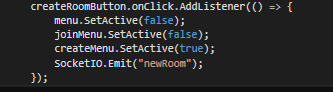 createRoomButton.onClick.AddListener(() => {
    menu.SetActive(false);
    joinMenu.SetActive(false);
    createMenu.SetActive(true);
    SocketIO.Emit("newRoom");
});